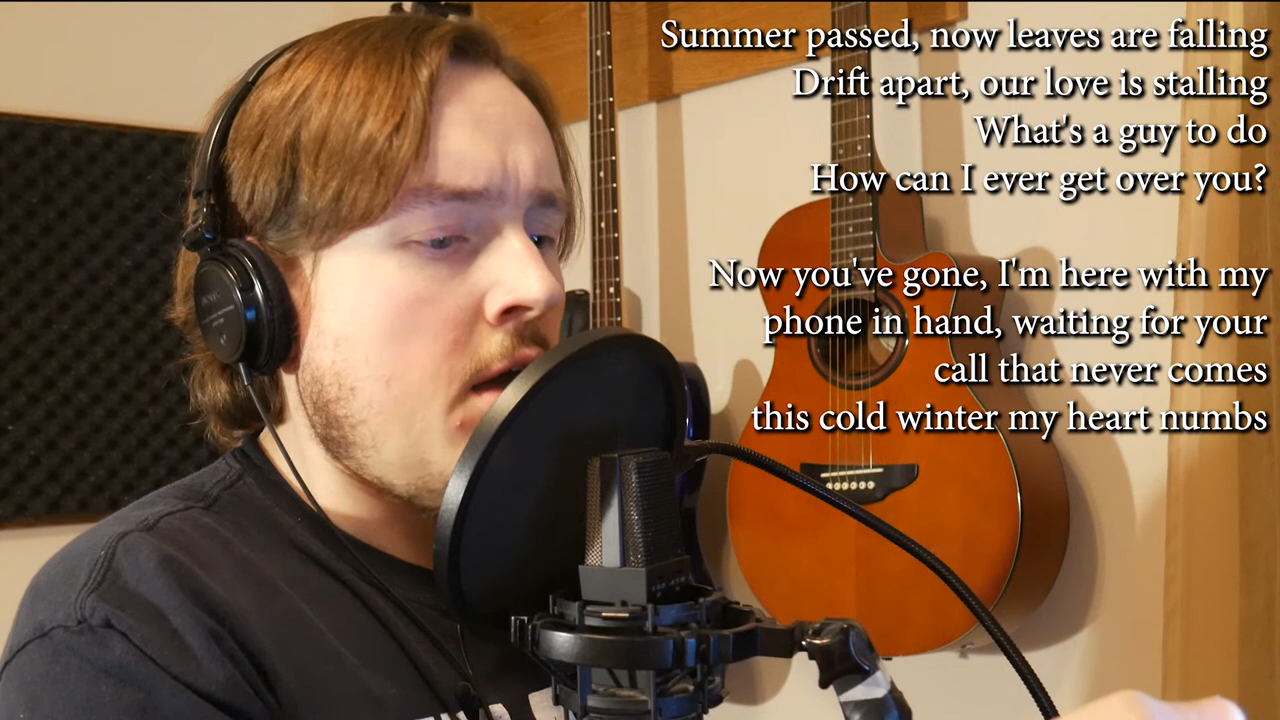 Summer passed, now leaves are falling
Drift apart, our love is stalling
What's a guy to do
How can I ever get over you?
Now you've gone, I'm here with my
phone in hand, waiting for your
call that never comes
this cold winter my heart numbs